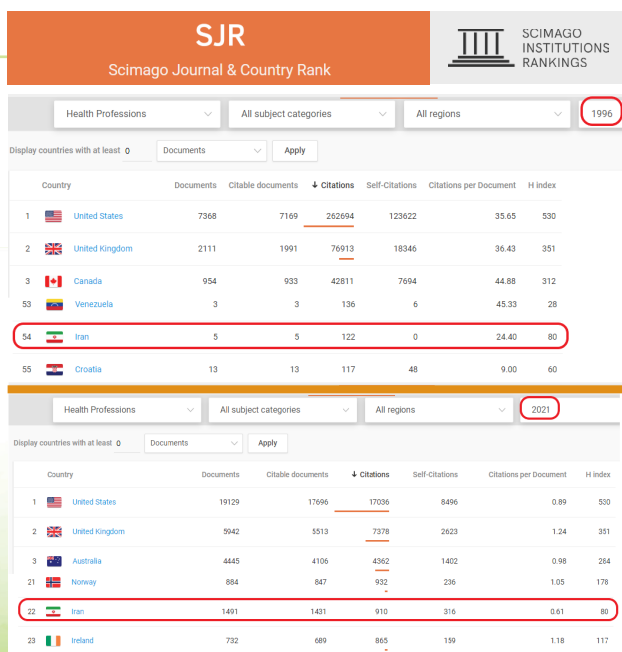 SJR
Scimago Journal & Country Rank
SCIMAGO
INSTITUTIONS
RANKINGS
Health Professions All subject categories All regions 1996
Display countries with at least 0 Documents Apply
Country Documents Citable documents ↓ Citations Self-Citations Citations per Document H index
1 United States 7368 7169 262694 123622 35.65 530
2 United Kingdom 2111 1991 76913 18346 36.43 351
3 Canada 954 933 42811 7694 44.88 312
53 Venezuela 3 3 136 6 45.33 28
54 Iran 5 5 122 0 24.40 80
55 Croatia 13 13 117 48 9.00 60
Health Professions All subject categories All regions 2021
Display countries with at least 0 Documents Apply
Country Documents Citable documents ↓ Citations Self-Citations Citations per Document H index
1 United States 19129 17696 17036 8496 0.89 530
2 United Kingdom 5942 5513 7378 2623 1.24 351
3 Australia 4445 4106 4362 1402 0.98 284
21 Norway 884 847 932 236 1.05 178
22 Iran 1491 1431 910 316 0.61 80
23 Ireland 732 689 865 159 1.18 117